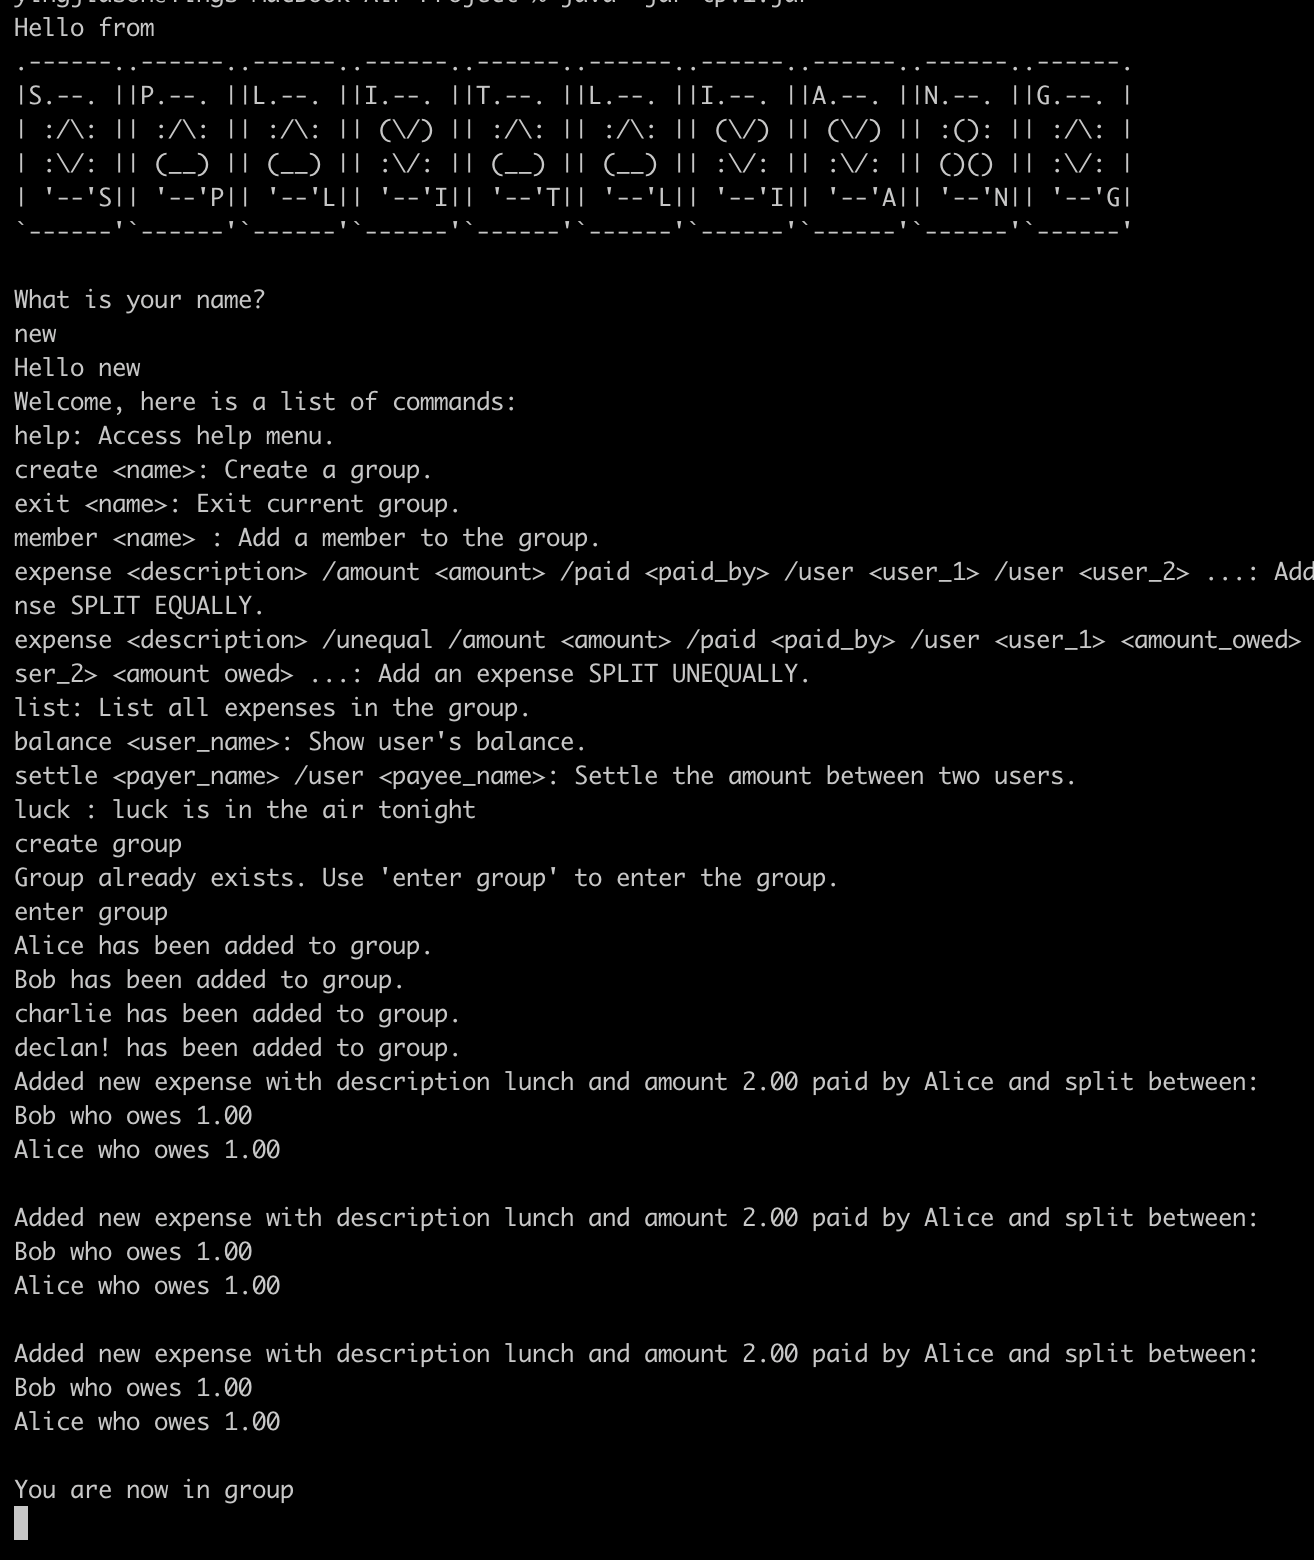 Hello from
.------..------..------..------..------..------..------..------..------..------.
|S.--. ||P.--. ||L.--. ||I.--. ||T.--. ||L.--. ||I.--. ||A.--. ||N.--. ||G.--. |
| :/\: || :/\: || :/\: || (\/) || :/\: || :/\: || (\/) || (\/) || :(): || :/\: |
| :\/: || (__) || (__) || :\/: || (__) || (__) || :\/: || :\/: || ()() || :\/: |
| '--'S|| '--'P|| '--'L|| '--'I|| '--'T|| '--'L|| '--'I|| '--'A|| '--'N|| '--'G|
`------'`------'`------'`------'`------'`------'`------'`------'`------'`------'
What is your name?
new
Hello new
Welcome, here is a list of commands:
help: Access help menu.
create <name>: Create a group.
exit <name>: Exit current group.
member <name> : Add a member to the group.
expense <description> /amount <amount> /paid <paid_by> /user <user_1> /user <user_2> ...: Add
nse SPLIT EQUALLY.
expense <description> /unequal /amount <amount> /paid <paid_by> /user <user_1> <amount_owed>
ser_2> <amount owed> ...: Add an expense SPLIT UNEQUALLY.
list: List all expenses in the group.
balance <user_name>: Show user's balance.
settle <payer_name> /user <payee_name>: Settle the amount between two users.
luck : luck is in the air tonight
create group
Group already exists. Use 'enter group' to enter the group.
enter group
Alice has been added to group.
Bob has been added to group.
charlie has been added to group.
declan! has been added to group.
Added new expense with description lunch and amount 2.00 paid by Alice and split between:
Bob who owes 1.00
Alice who owes 1.00
Added new expense with description lunch and amount 2.00 paid by Alice and split between:
Bob who owes 1.00
Alice who owes 1.00
Added new expense with description lunch and amount 2.00 paid by Alice and split between:
Bob who owes 1.00
Alice who owes 1.00
You are now in group